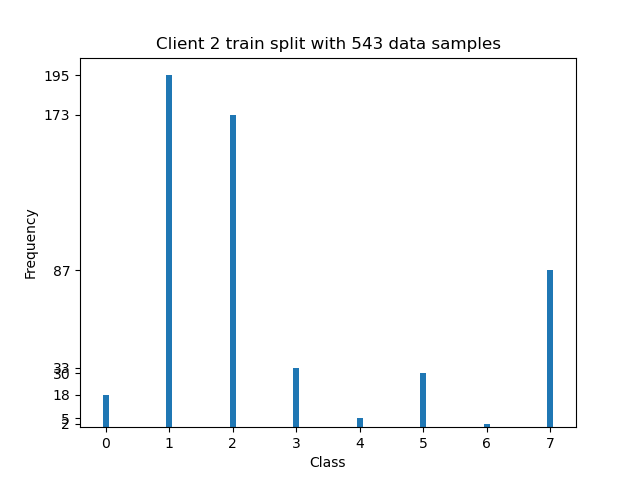 Client 2 train split with 543 data samples
Frequency
195
173
87
33
30
18
5
2
0 1 2 3 4 5 6 7
Class